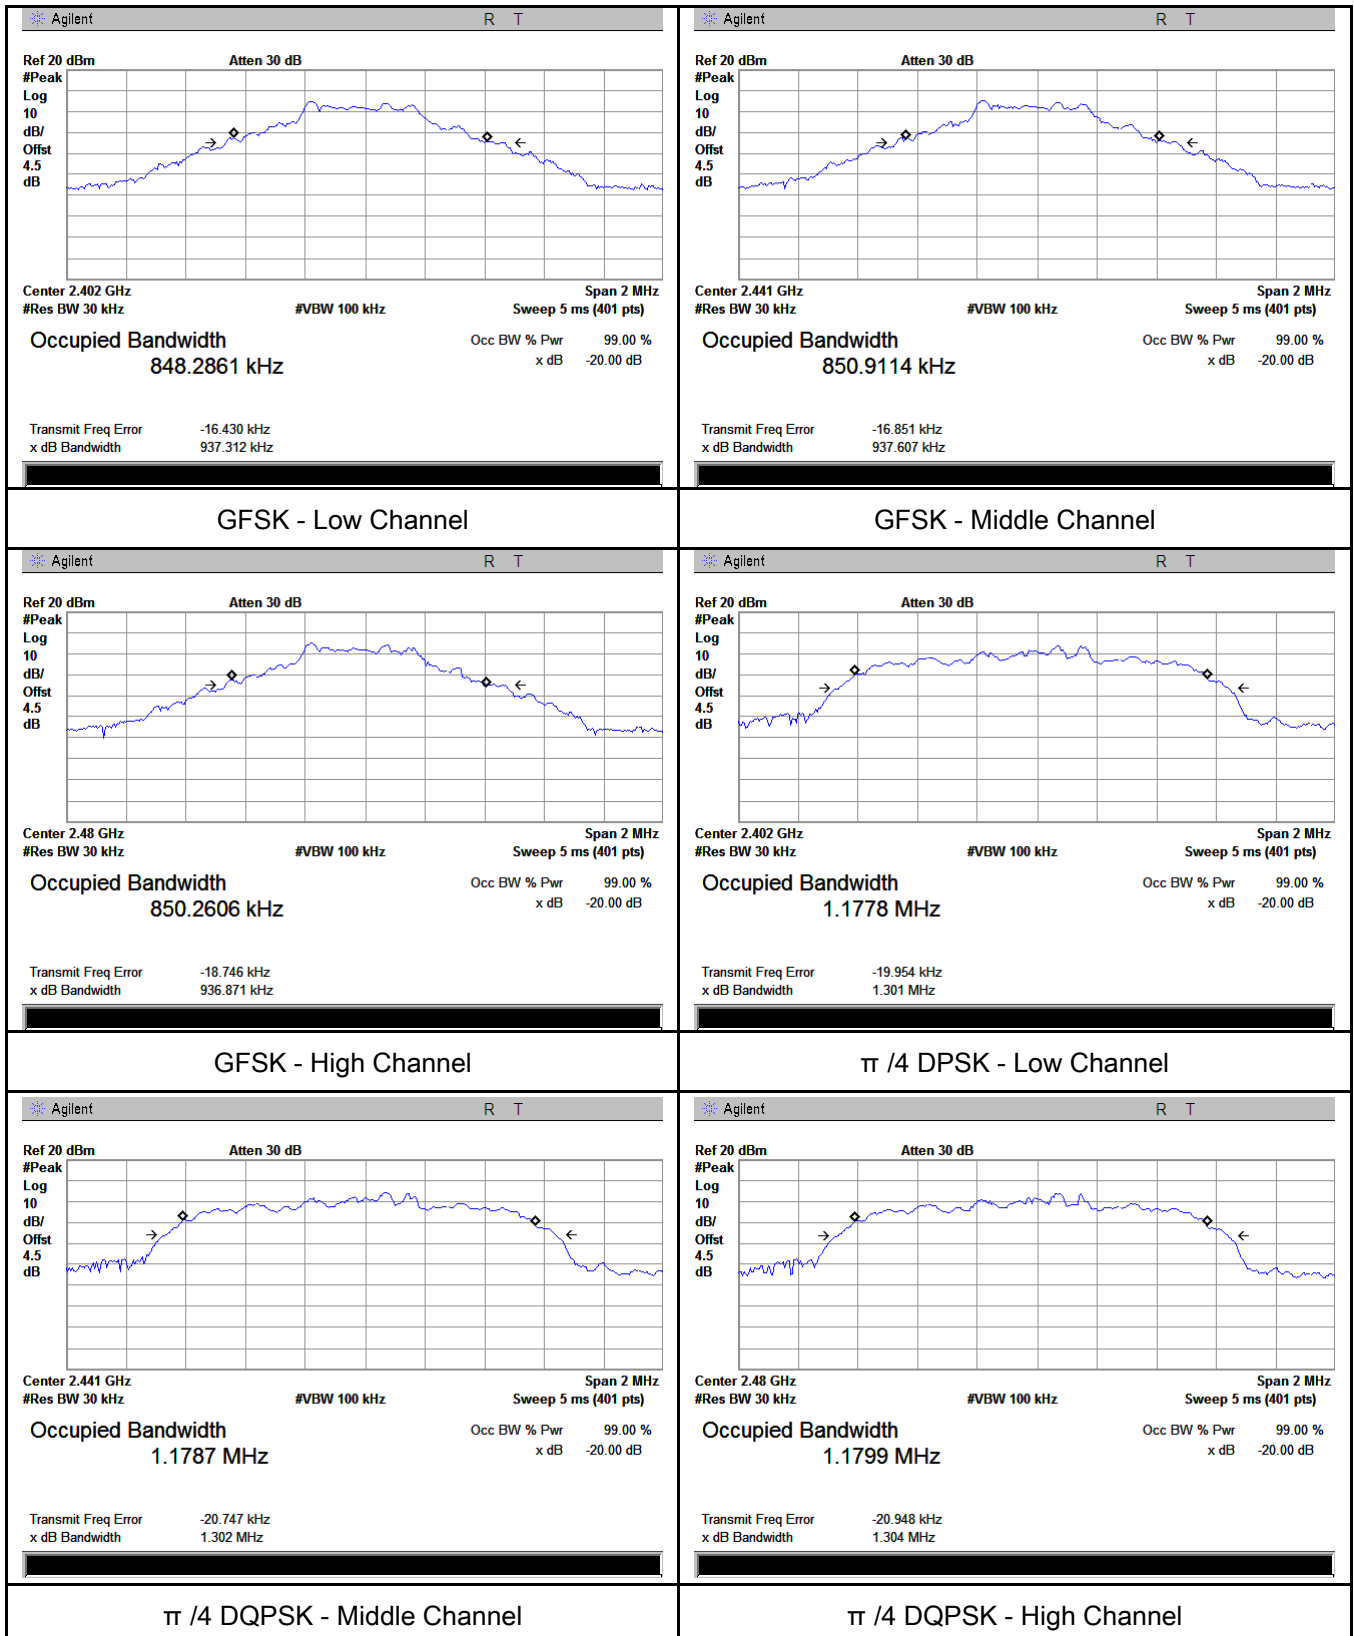 Agilent R T
Ref 20 dBm Atten 30 dB
#Peak
Log
10
dB/
Offst
4.5
dB
Center 2.402 GHz Span 2 MHz
#Res BW 30 kHz #VBW 100 kHz Sweep 5 ms (401 pts)
Occupied Bandwidth Occ BW % Pwr 99.00 %
848.2861 kHz x dB -20.00 dB
Transmit Freq Error -16.430 kHz
x dB Bandwidth 937.312 kHz
GFSK - Low Channel
Agilent R T
Ref 20 dBm Atten 30 dB
#Peak
Log
10
dB/
Offst
4.5
dB
Center 2.441 GHz Span 2 MHz
#Res BW 30 kHz #VBW 100 kHz Sweep 5 ms (401 pts)
Occupied Bandwidth Occ BW % Pwr 99.00 %
850.9114 kHz x dB -20.00 dB
Transmit Freq Error -16.851 kHz
x dB Bandwidth 937.607 kHz
GFSK - Middle Channel
Agilent R T
Ref 20 dBm Atten 30 dB
#Peak
Log
10
dB/
Offst
4.5
dB
Center 2.48 GHz Span 2 MHz
#Res BW 30 kHz #VBW 100 kHz Sweep 5 ms (401 pts)
Occupied Bandwidth Occ BW % Pwr 99.00 %
850.2606 kHz x dB -20.00 dB
Transmit Freq Error -18.746 kHz
x dB Bandwidth 936.871 kHz
GFSK - High Channel
Agilent R T
Ref 20 dBm Atten 30 dB
#Peak
Log
10
dB/
Offst
4.5
dB
Center 2.402 GHz Span 2 MHz
#Res BW 30 kHz #VBW 100 kHz Sweep 5 ms (401 pts)
Occupied Bandwidth Occ BW % Pwr 99.00 %
1.1778 MHz x dB -20.00 dB
Transmit Freq Error -19.954 kHz
x dB Bandwidth 1.301 MHz
π /4 DPSK - Low Channel
Agilent R T
Ref 20 dBm Atten 30 dB
#Peak
Log
10
dB/
Offst
4.5
dB
Center 2.441 GHz Span 2 MHz
#Res BW 30 kHz #VBW 100 kHz Sweep 5 ms (401 pts)
Occupied Bandwidth Occ BW % Pwr 99.00 %
1.1787 MHz x dB -20.00 dB
Transmit Freq Error -20.747 kHz
x dB Bandwidth 1.302 MHz
π /4 DQPSK - Middle Channel
Agilent R T
Ref 20 dBm Atten 30 dB
#Peak
Log
10
dB/
Offst
4.5
dB
Center 2.48 GHz Span 2 MHz
#Res BW 30 kHz #VBW 100 kHz Sweep 5 ms (401 pts)
Occupied Bandwidth Occ BW % Pwr 99.00 %
1.1799 MHz x dB -20.00 dB
Transmit Freq Error -20.948 kHz
x dB Bandwidth 1.304 MHz
π /4 DQPSK - High Channel